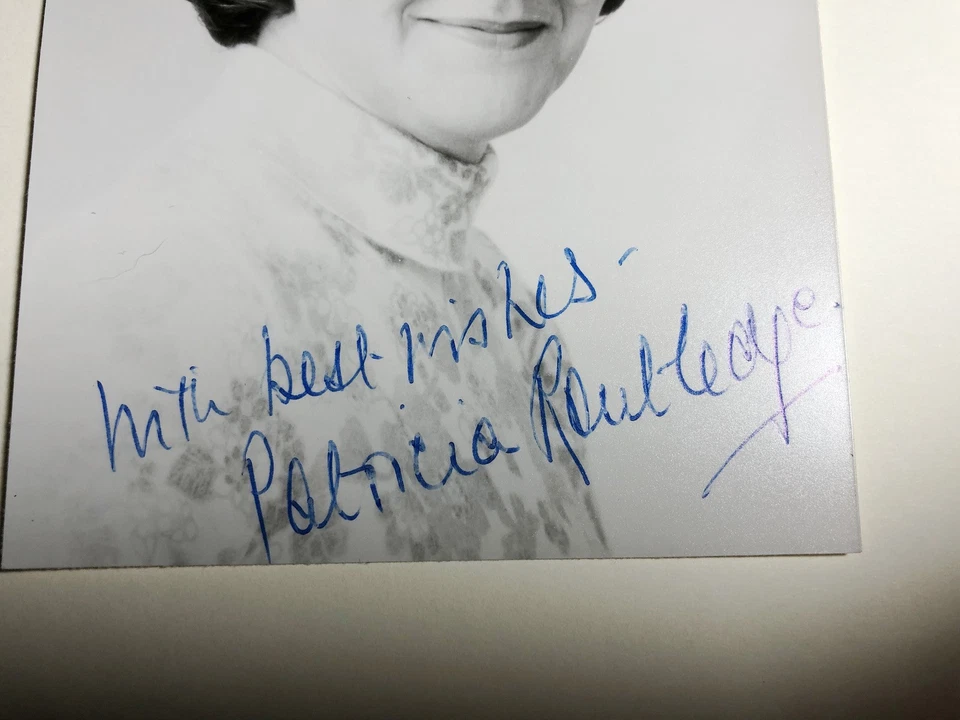 With best wishes -
Patricia Routledge.